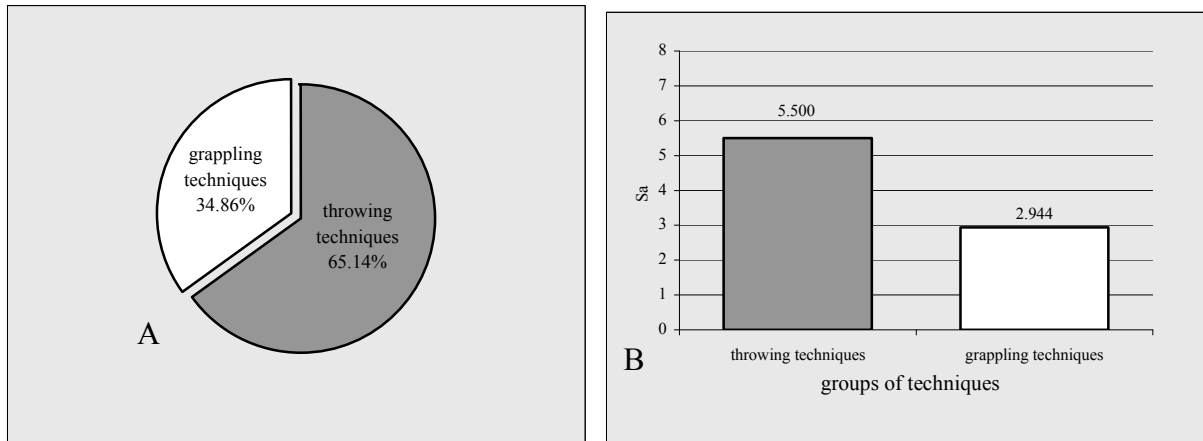 grappling
techniques
34.86%
throwing
techniques
65.14%
A
8
7
6
5
4
3
2
1
0
Sa
5.500
2.944
throwing techniques
grappling techniques
groups of techniques
B